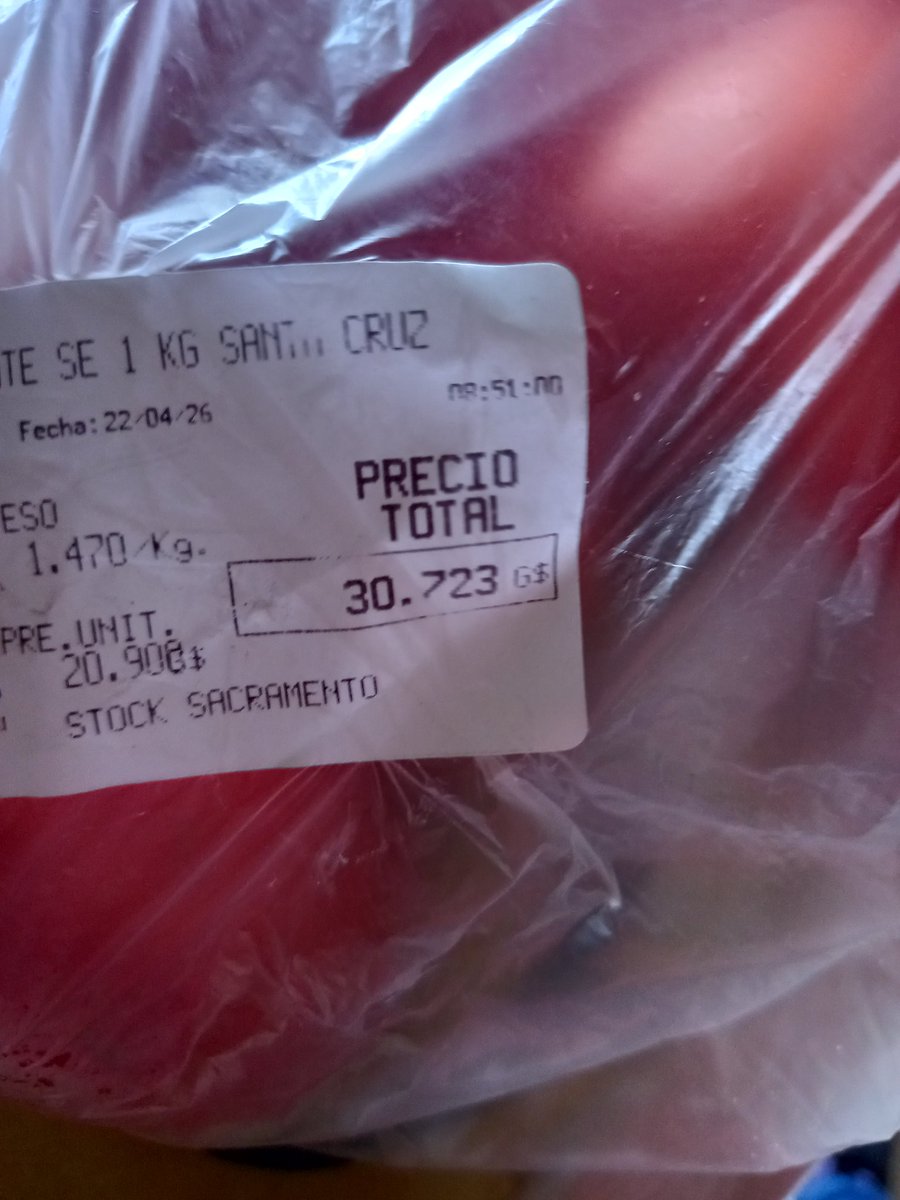 TE SE 1 KG SANT... CRUZ
08:51:00
Fecha: 22/04/26
PRECIO
TOTAL
ESO
1.470/Kg.
30.723 G$
PRE.UNIT.
20.900G$
STOCK SACRAMENTO